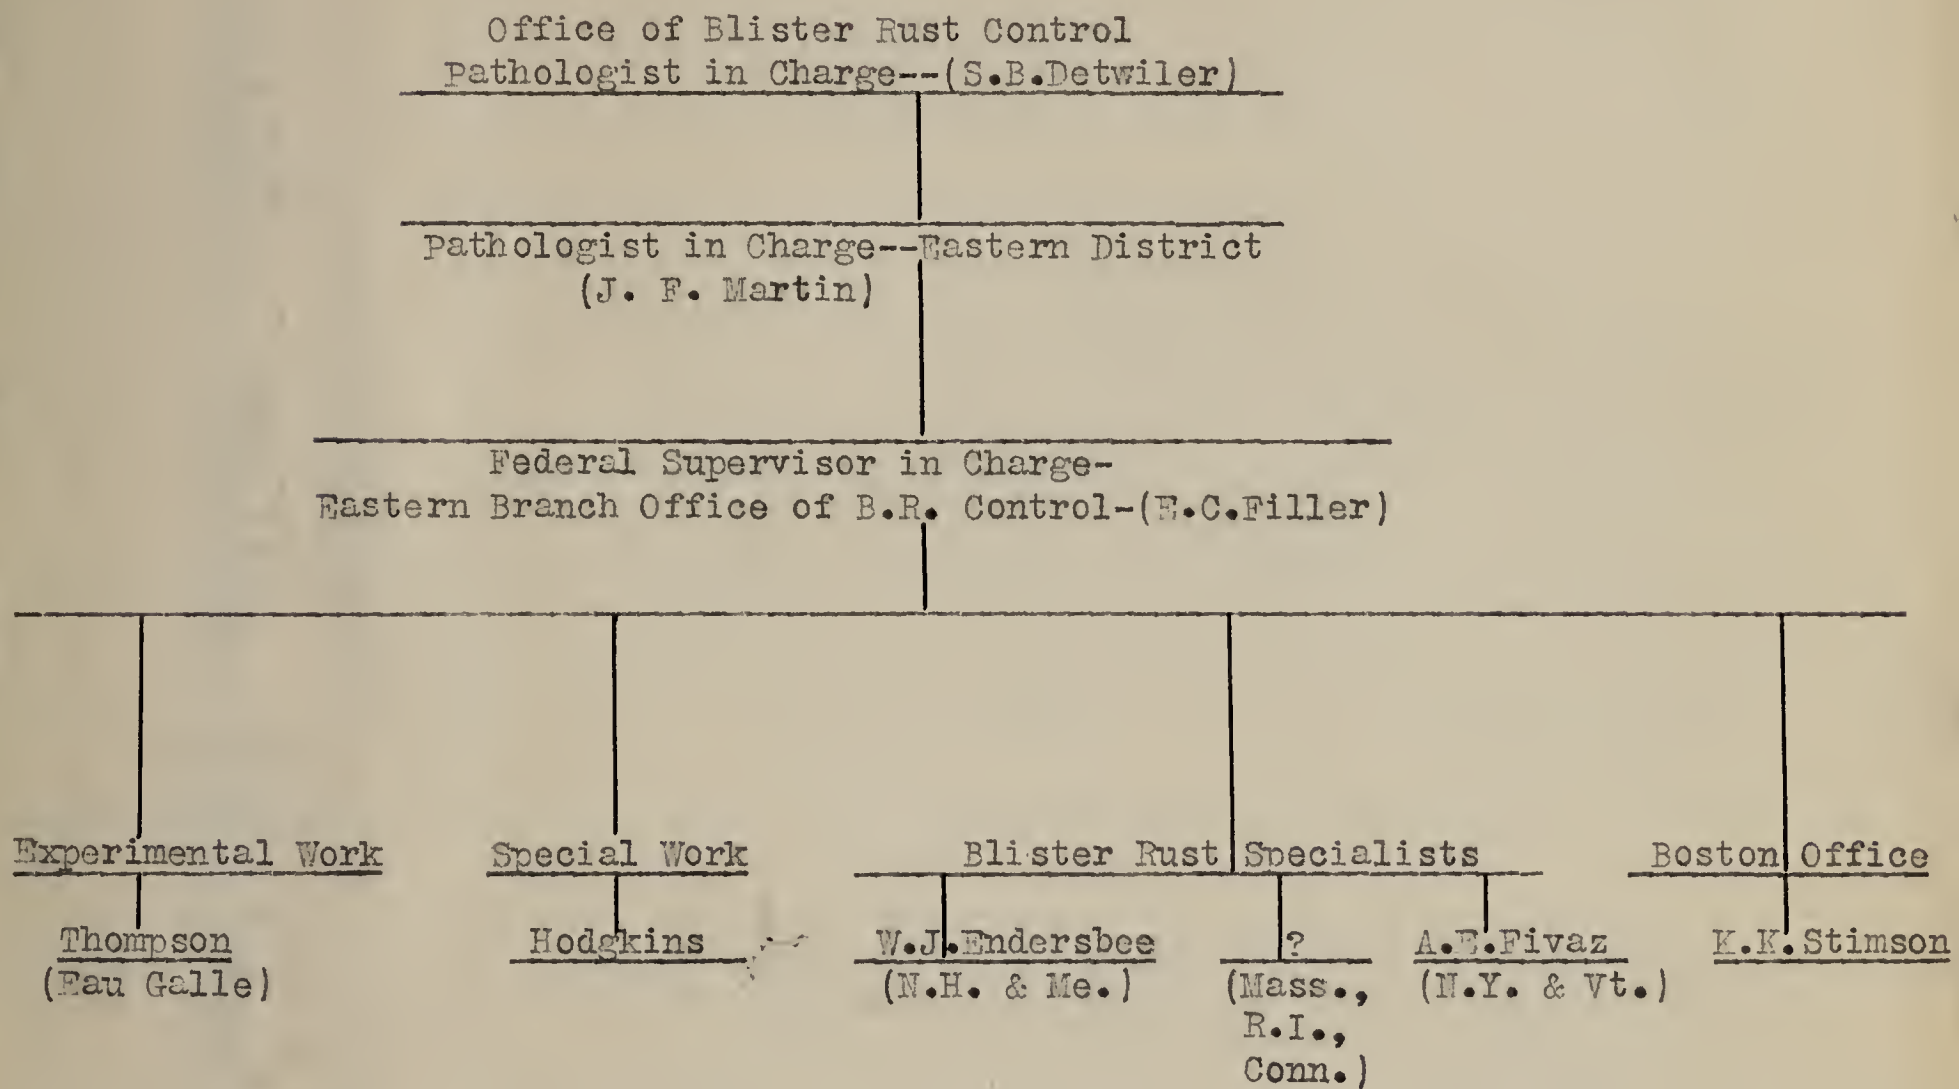 Office of Blister Rust Control
Pathologist in Charge--(S.B.Detwiler)
Pathologist in Charge--Eastern District
(J. F. Martin)
Federal Supervisor in Charge-
Eastern Branch Office of B.R. Control-(E.C.Filler)
Experimental Work
Special Work
Blister Rust Specialists
Boston Office
Thompson
(Eau Galle)
Hodgkins
W.J.Endersbee
(N.H. & Me.)
?
(Mass.,
R.I.,
Conn.)
A.E.Fivaz
(N.Y. & Vt.)
K.K.Stimson